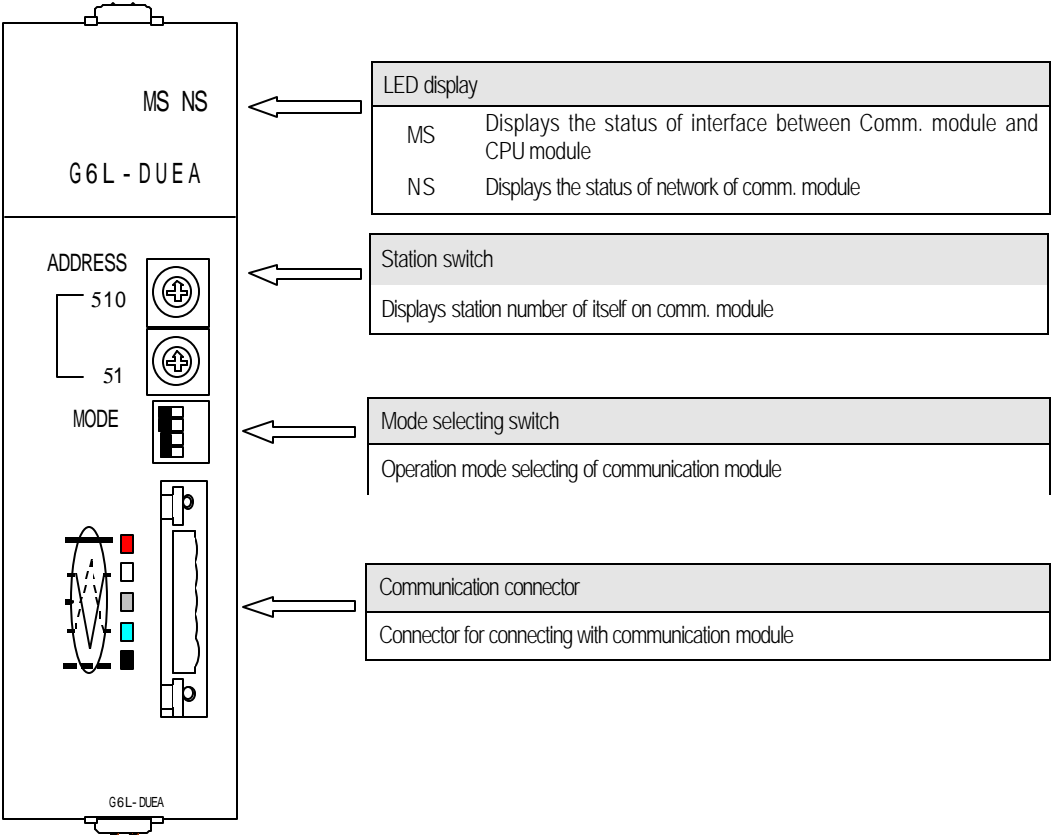 MS NS
G6L-DUEA
ADDRESS
510
51
MODE
G6L-DUEA
LED display
MS Displays the status of interface between Comm. module and
CPU module
NS Displays the status of network of comm. module
Station switch
Displays station number of itself on comm. module
Mode selecting switch
Operation mode selecting of communication module
Communication connector
Connector for connecting with communication module